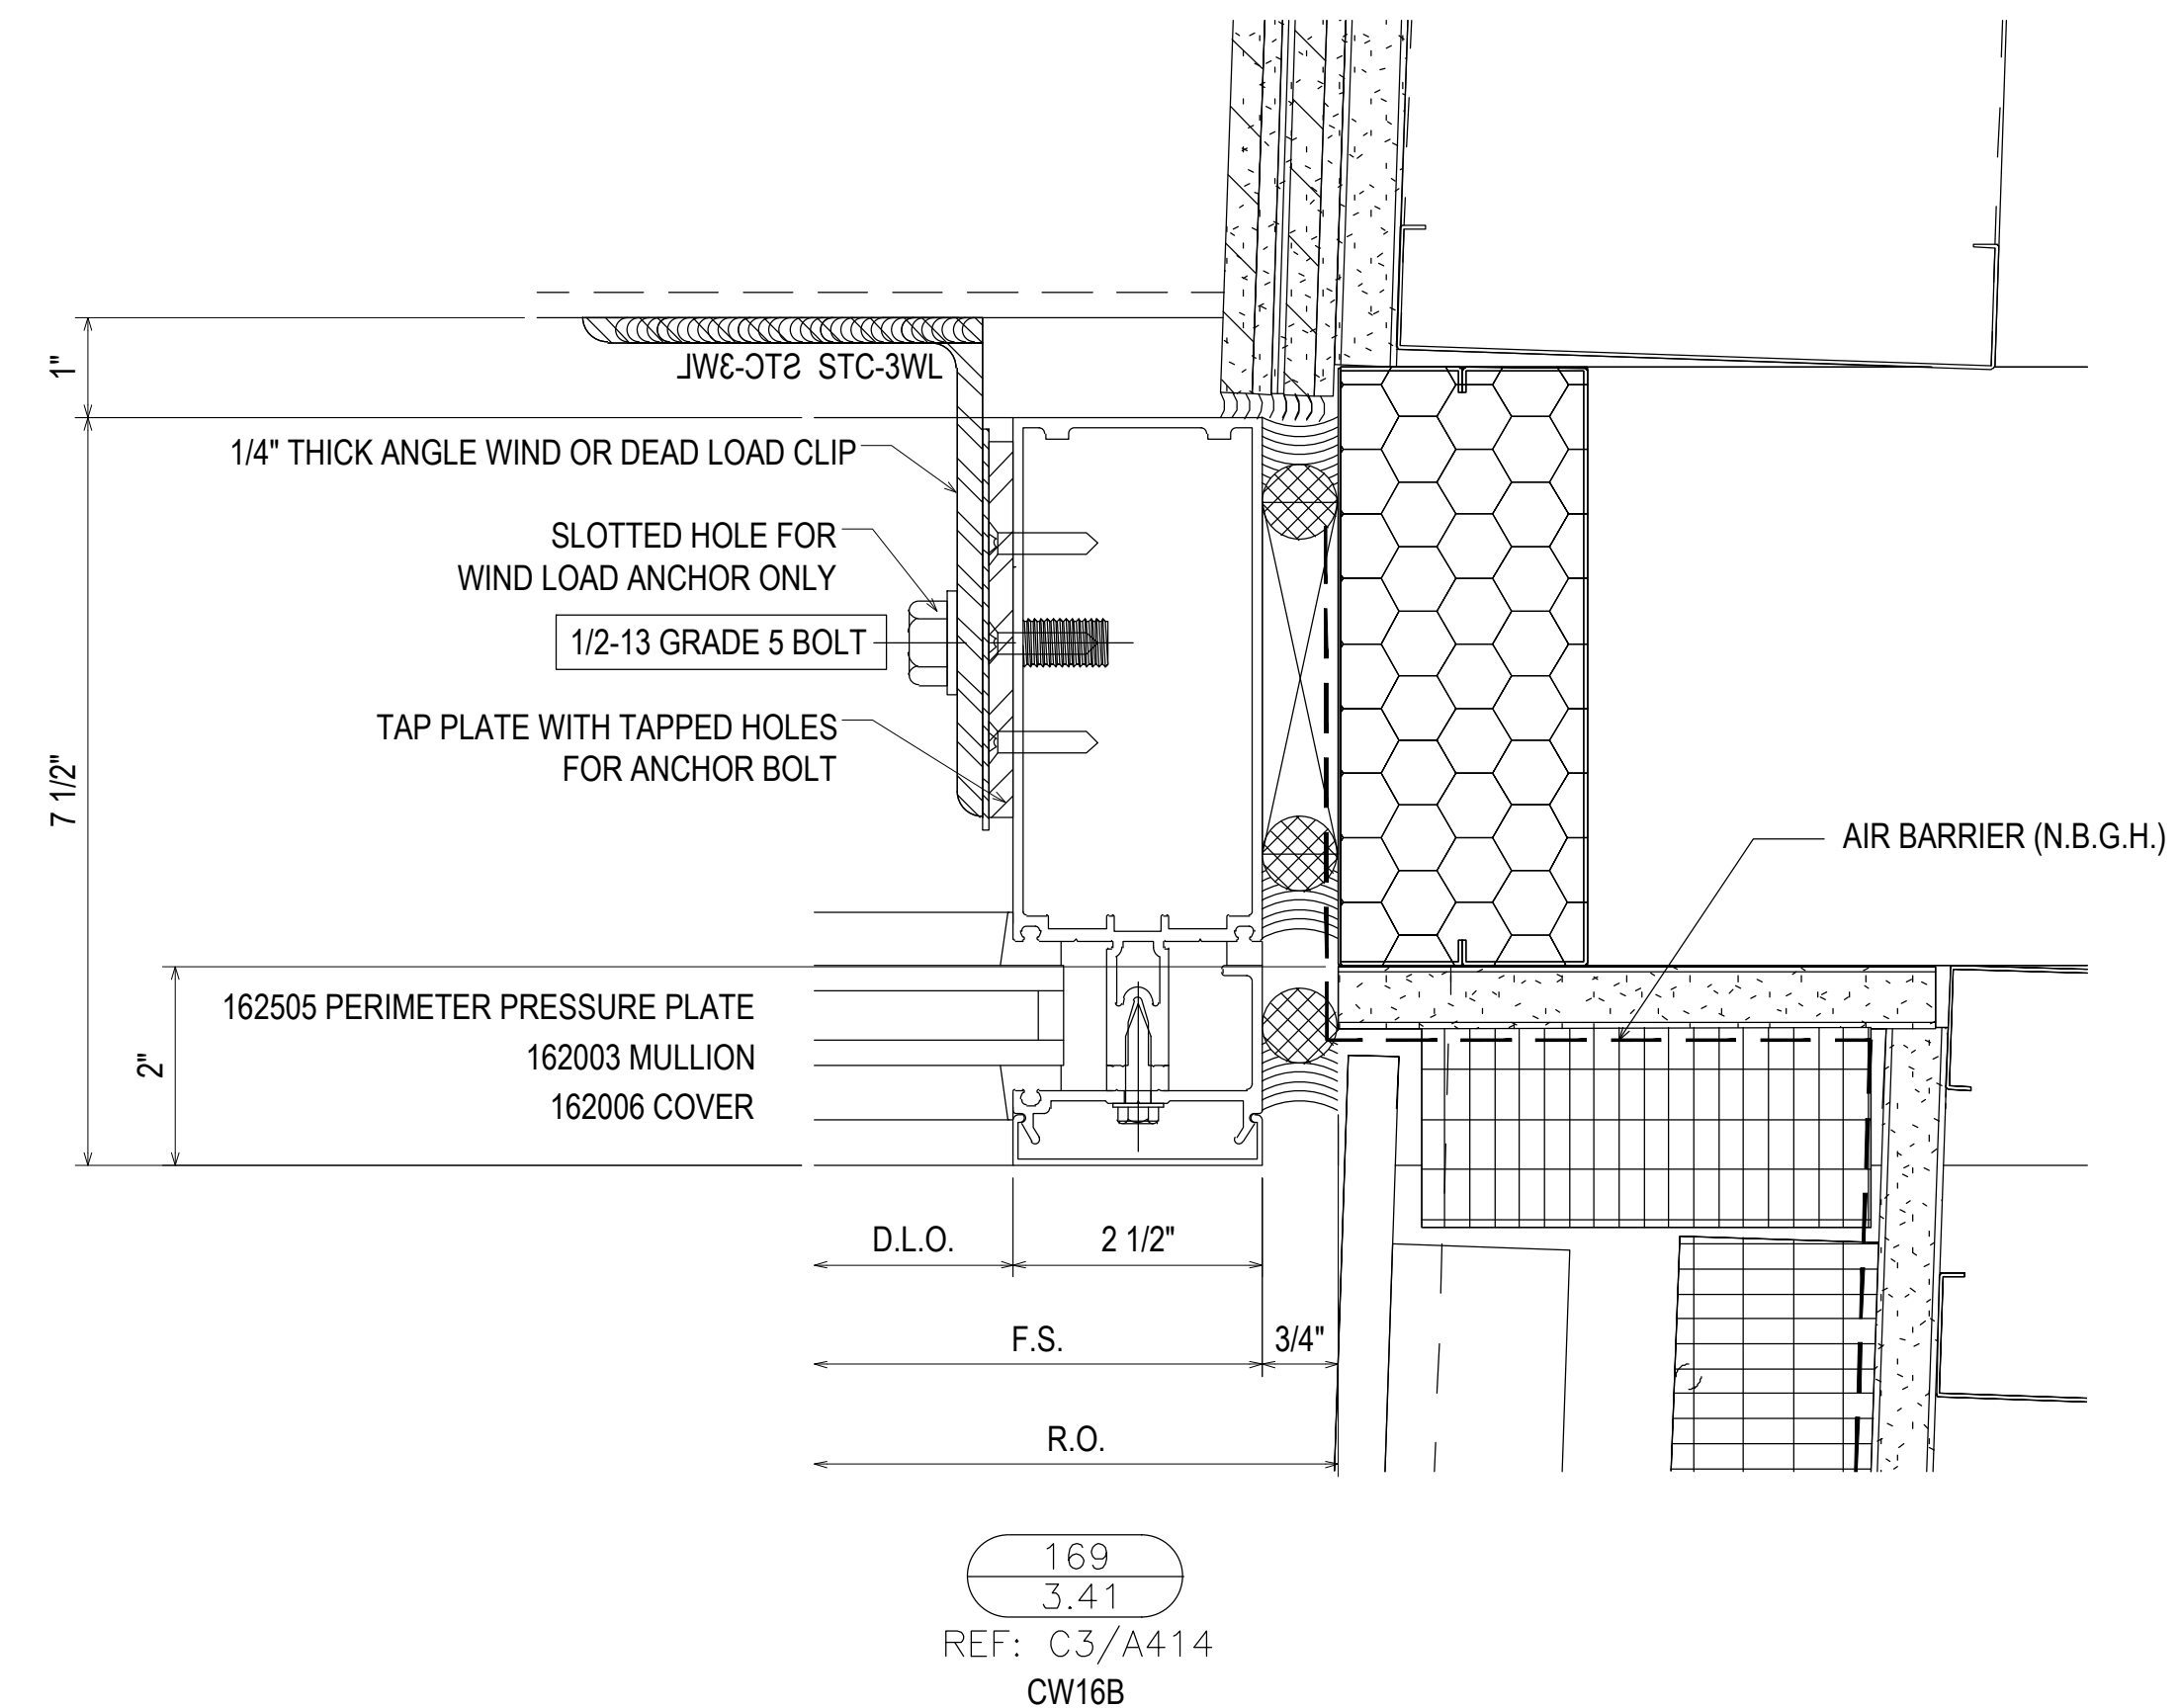 1"
STC-3WL STC-3WL
1/4" THICK ANGLE WIND OR DEAD LOAD CLIP
SLOTTED HOLE FOR
WIND LOAD ANCHOR ONLY
1/2-13 GRADE 5 BOLT
TAP PLATE WITH TAPPED HOLES
FOR ANCHOR BOLT
7 1/2"
AIR BARRIER (N.B.G.H.)
162505 PERIMETER PRESSURE PLATE
162003 MULLION
162006 COVER
2"
D.L.O.
2 1/2"
F.S.
3/4"
R.O.
169
3.41
REF: C3/A414
CW16B